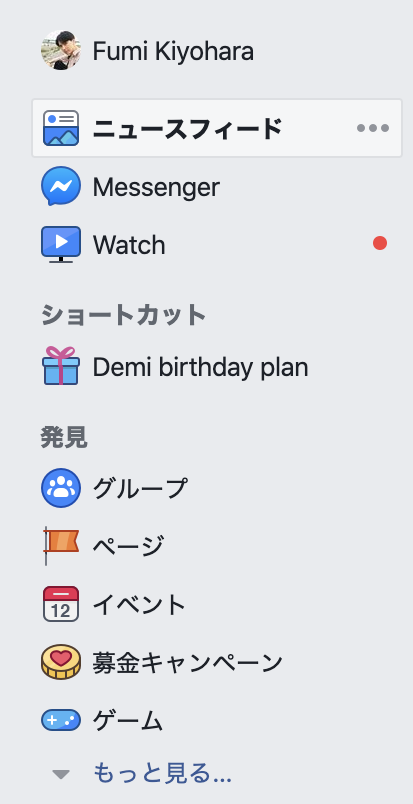 Fumi Kiyohara
ニュースフィード
Messenger
Watch
ショートカット
Demi birthday plan
発見
グループ
ページ
12
イベント
募金キャンペーン
ゲーム
もっと見る...